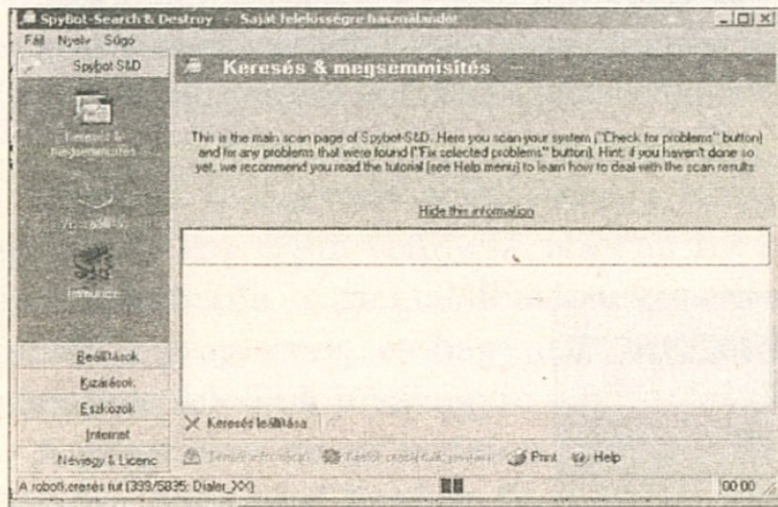 SpyBot-Search & Destroy - Saját felelősségre használandó!
Fájl Nyelv Súgó
Spybot S&D
Keresés & megsemmisítés
Keresés & megsemmisítés
This is the main scan page of Spybot-S&D. Here you scan your system ("Check for problems" button)
and fix any problems that were found ("Fix selected problems" button). Hint: if you haven't done so
yet, we recommend you read the tutorial (see Help menu) to learn how to deal with the scan results
Hide this information
Immunize
Beállítások
Kizárások
Eszközök
Internet
Névjegy & Licenc
Keresés leállítása
Print Help
A robotkeresés fut (399/5835: Dialer_XX)
00:00